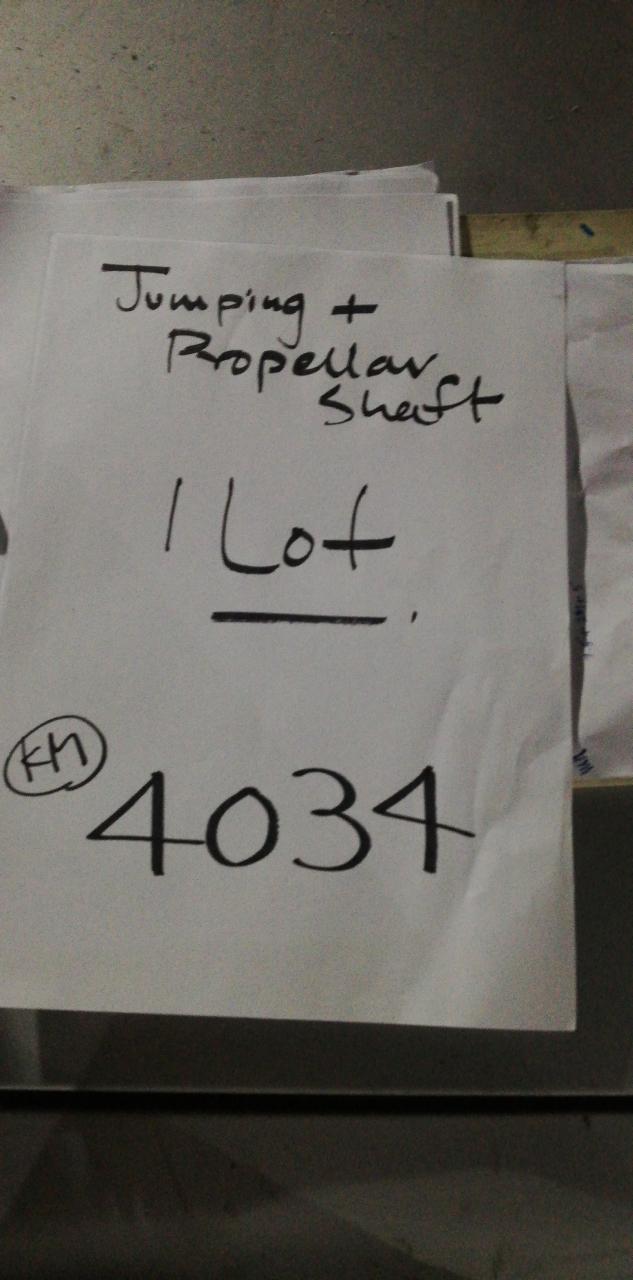 Jumping +
Propellar
Shaft
1 Lot
KM
4034